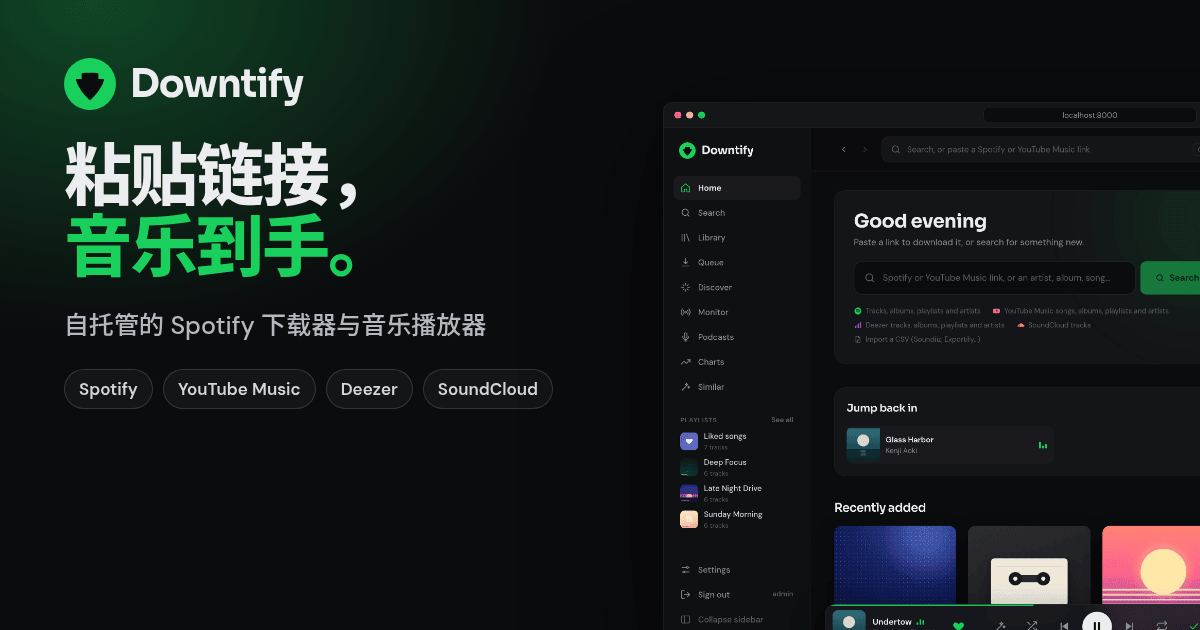 Downtify
粘贴链接，
音乐到手。
自托管的 Spotify 下载器与音乐播放器
Spotify
YouTube Music
Deezer
SoundCloud
localhost:8000
Downtify
Search, or paste a Spotify or YouTube Music link
Home
Search
Library
Queue
Discover
Monitor
Podcasts
Charts
Similar
PLAYLISTS
See all
Liked songs
7 tracks
Deep Focus
6 tracks
Late Night Drive
6 tracks
Sunday Morning
6 tracks
Settings
Sign out
admin
Collapse sidebar
Good evening
Paste a link to download it, or search for something new.
Spotify or YouTube Music link, or an artist, album, song...
Search
Tracks, albums, playlists and artists
YouTube Music songs, albums, playlists and artists
Deezer tracks, albums, playlists and artists
SoundCloud tracks
Import a CSV (Soundiiz, Exportify...)
Jump back in
Glass Harbor
Kenji Aoki
Recently added
Undertow